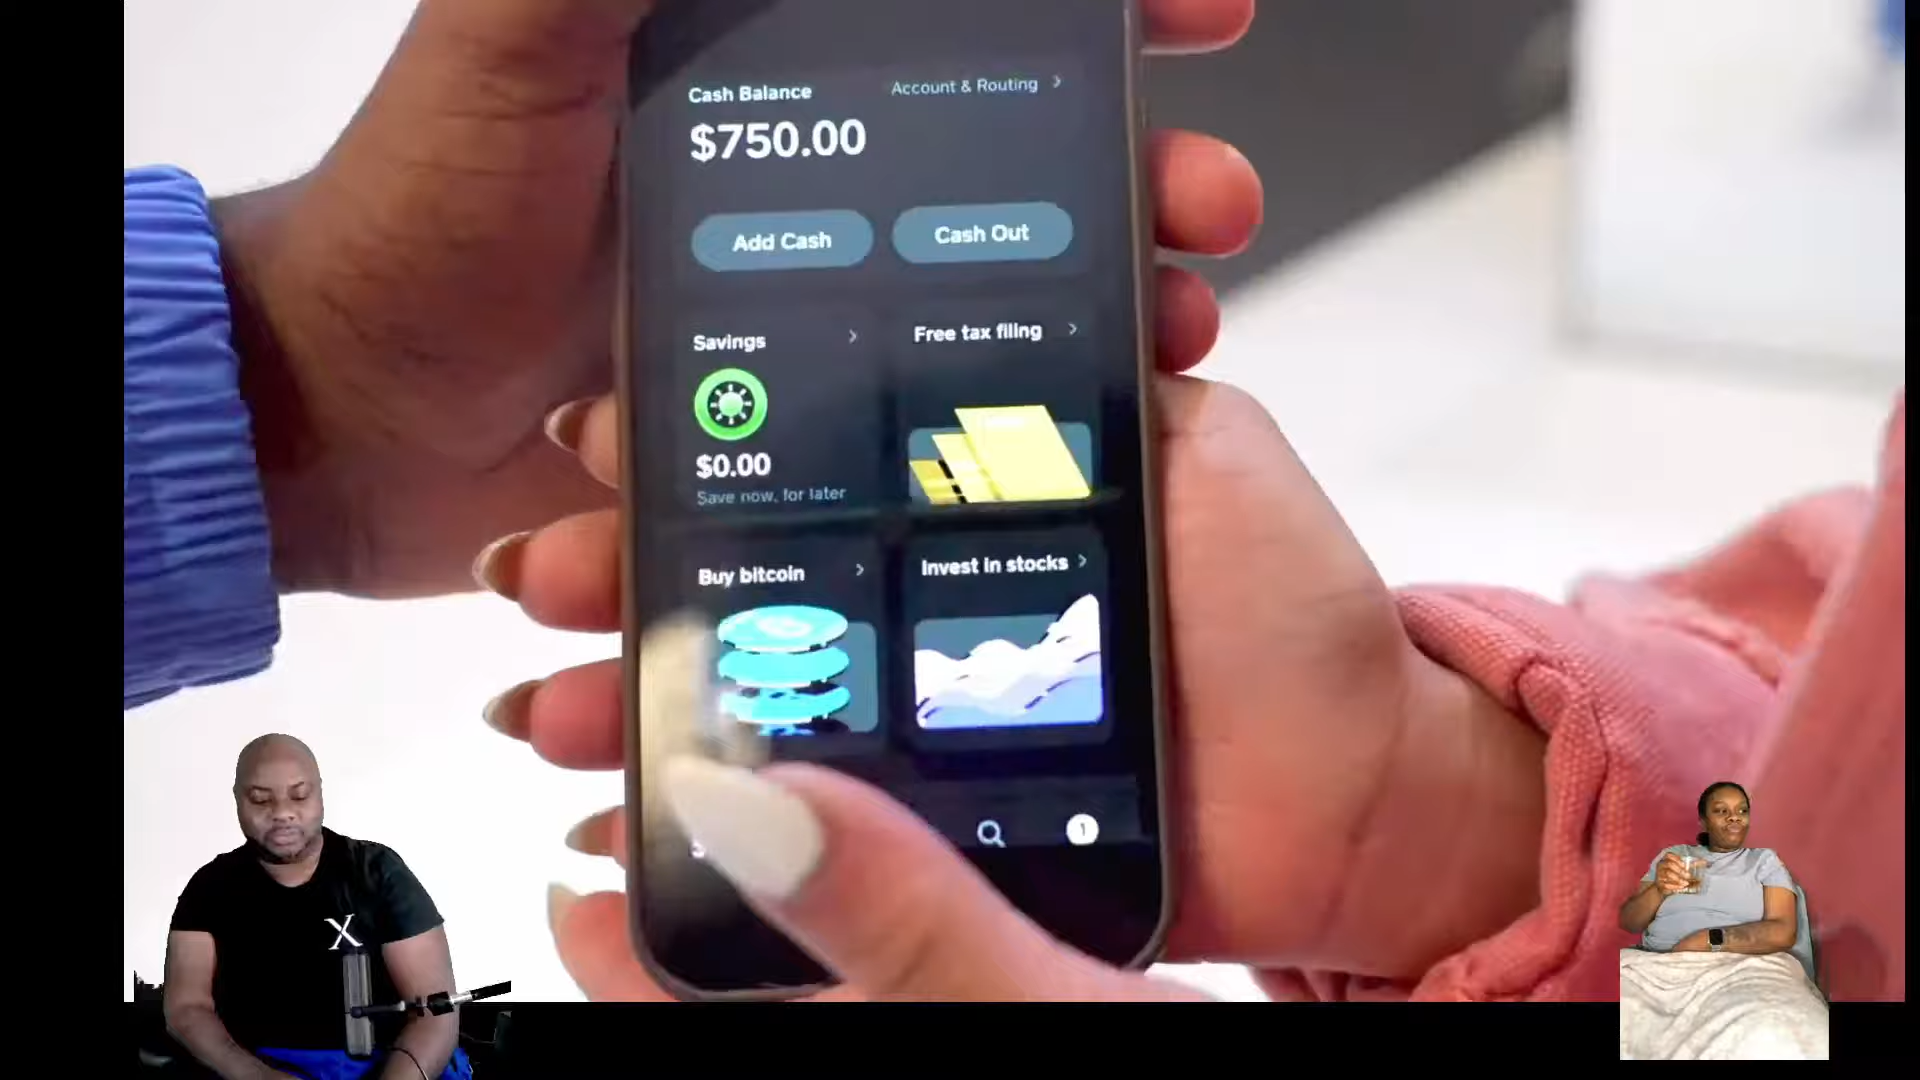 Cash Balance
Account & Routing
$750.00
Add Cash
Cash Out
Savings
Free tax filing
$0.00
Save now, for later
Buy bitcoin
Invest in stocks
1
X